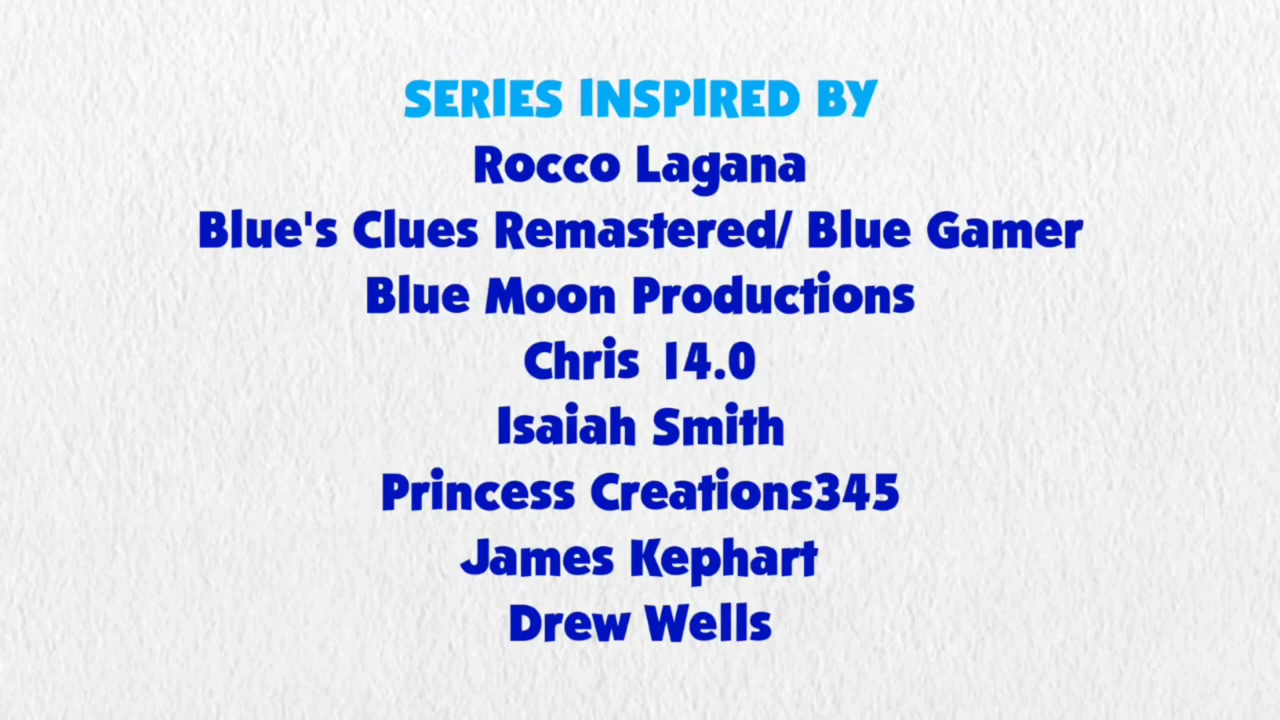 SERIES INSPIRED BY
Rocco Lagana
Blue's Clues Remastered/ Blue Gamer
Blue Moon Productions
Chris 14.0
Isaiah Smith
Princess Creations345
James Kephart
Drew Wells